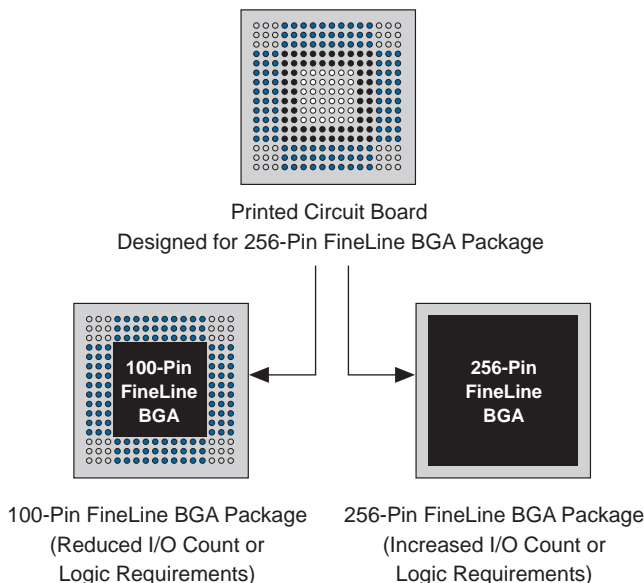 Printed Circuit Board
Designed for 256-Pin FineLine BGA Package
100-Pin
FineLine
BGA
256-Pin
FineLine
BGA
100-Pin FineLine BGA Package
(Reduced I/O Count or
Logic Requirements)
256-Pin FineLine BGA Package
(Increased I/O Count or
Logic Requirements)